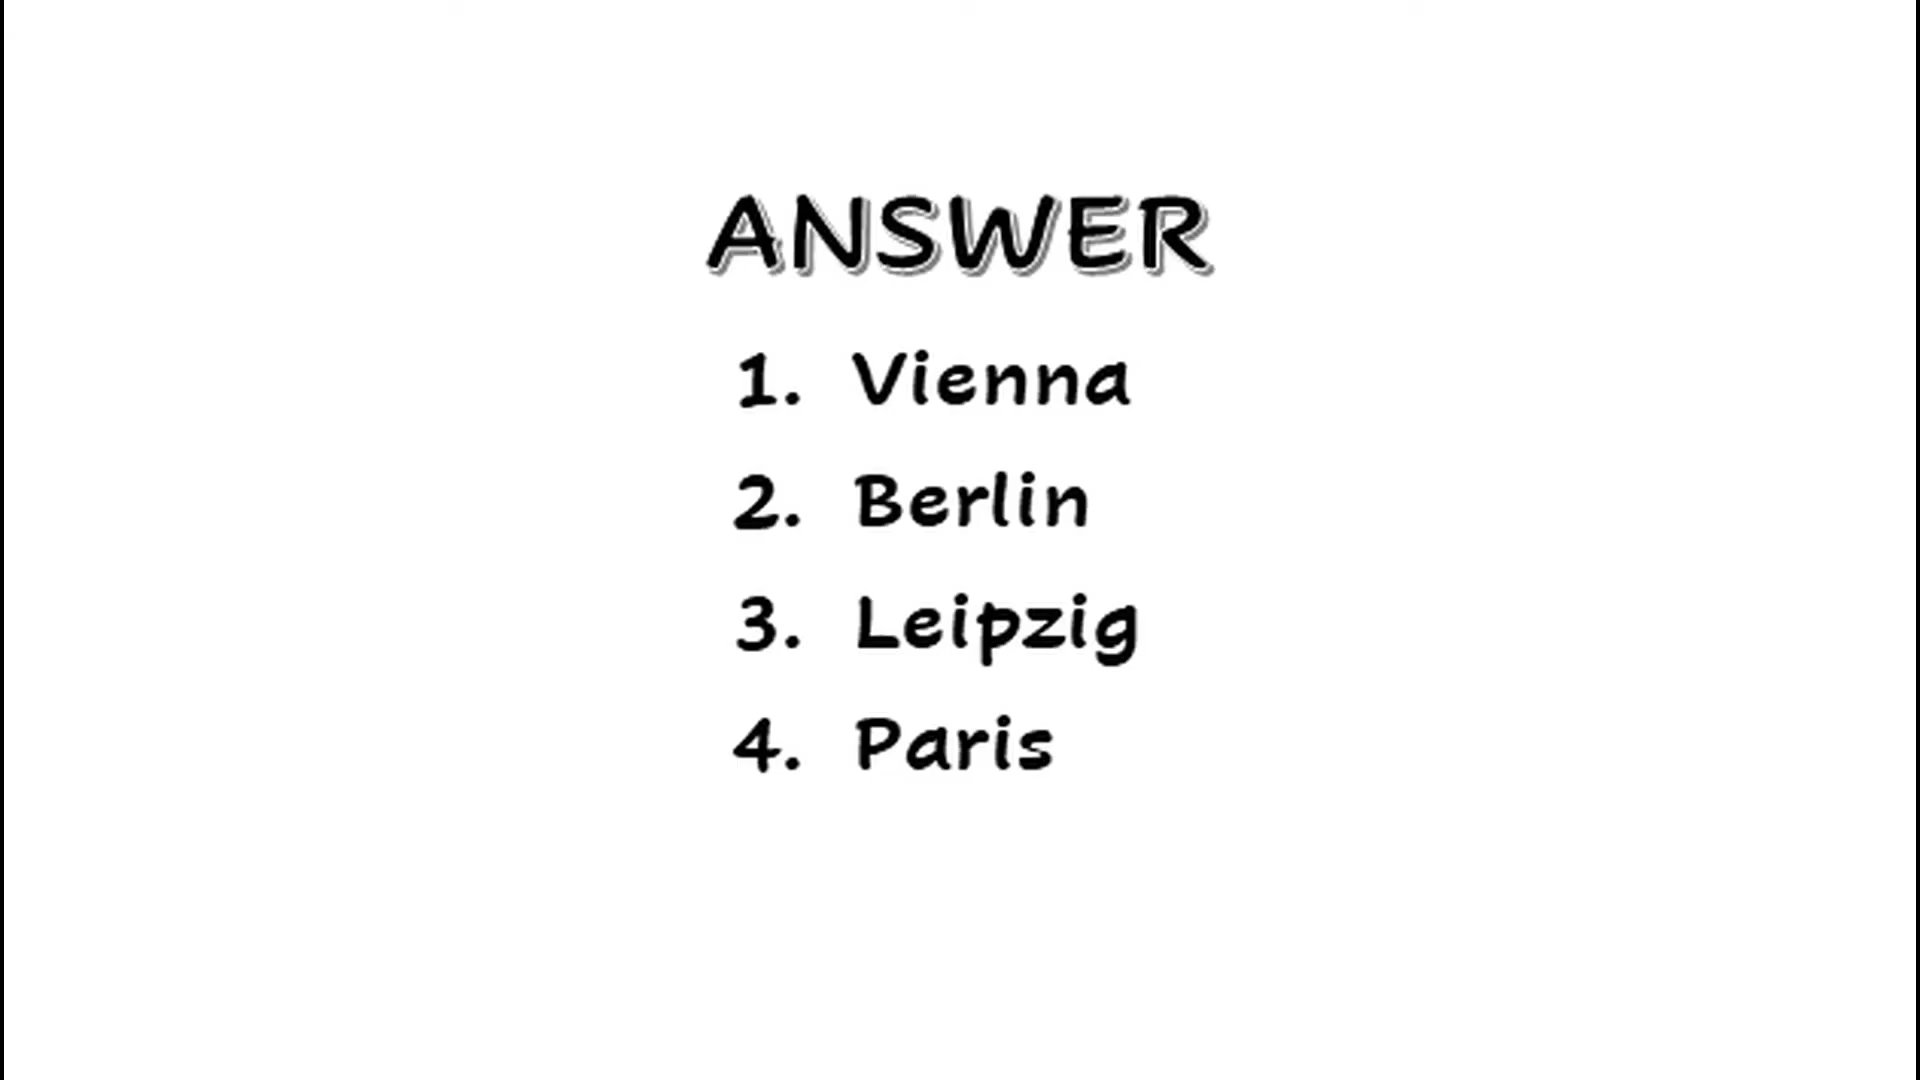 ANSWER
1. Vienna
2. Berlin
3. Leipzig
4. Paris